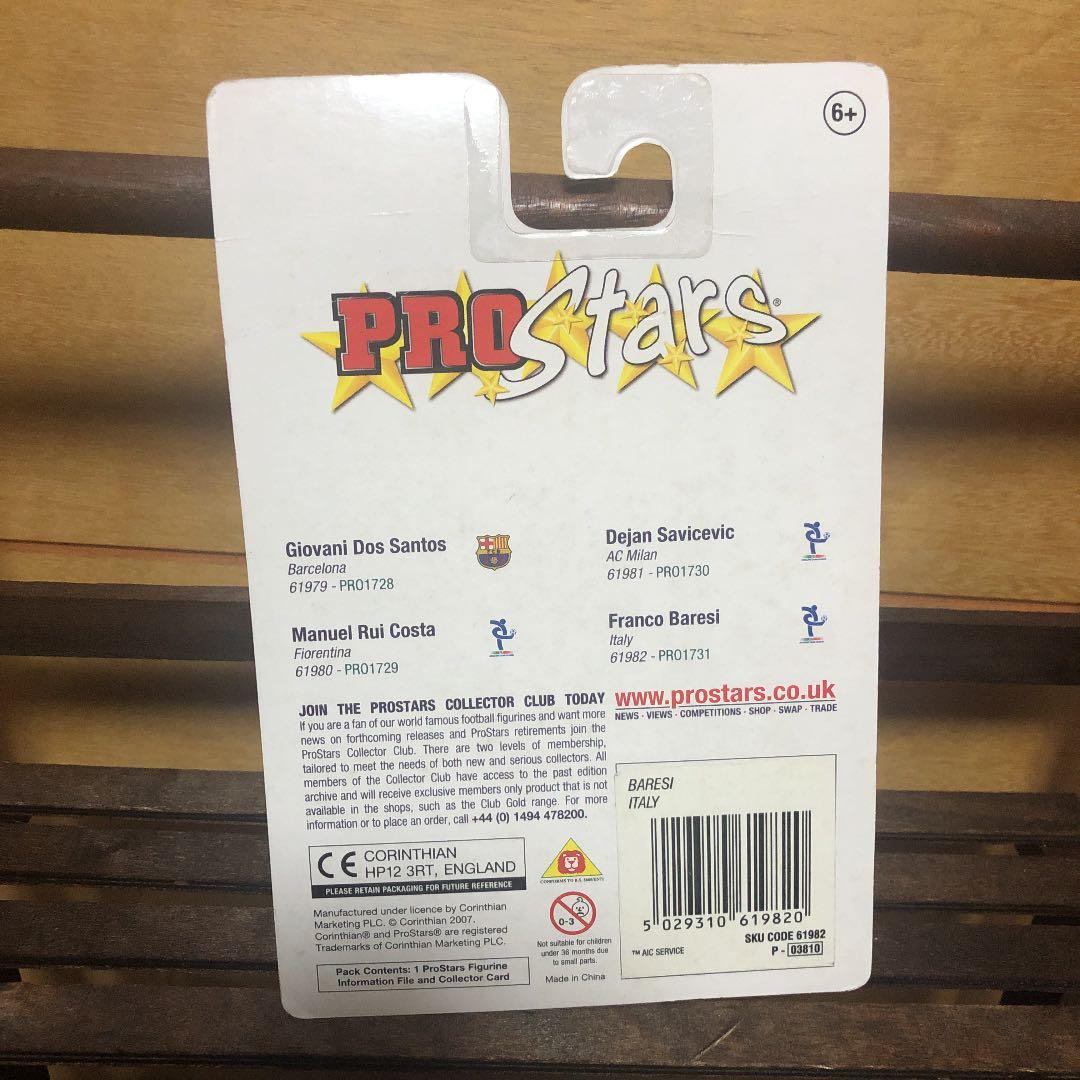 6+
PROStars®
Giovani Dos Santos
Barcelona
61979 - PRO1728
Dejan Savicevic
AC Milan
61981 - PRO1730
Manuel Rui Costa
Fiorentina
61980 - PRO1729
Franco Baresi
Italy
61982 - PRO1731
JOIN THE PROSTARS COLLECTOR CLUB TODAY
If you are a fan of our world famous football figurines and want more
news on forthcoming releases and ProStars retirements join the
ProStars Collector Club. There are two levels of membership,
tailored to meet the needs of both new and serious collectors. All
members of the Collector Club have access to the past edition
archive and will receive exclusive members only product that is not
available in the shops, such as the Club Gold range. For more
information or to place an order, call +44 (0) 1494 478200.
www.prostars.co.uk
NEWS · VIEWS · COMPETITIONS · SHOP · SWAP · TRADE
BARESI
ITALY
5 029310 619820
SKU CODE 61982
™ AIC SERVICE
P - 03810
CE CORINTHIAN
HP12 3RT, ENGLAND
PLEASE RETAIN PACKAGING FOR FUTURE REFERENCE
Manufactured under licence by Corinthian
Marketing PLC. © Corinthian 2007.
Corinthian® and ProStars® are registered
Trademarks of Corinthian Marketing PLC.
Pack Contents: 1 ProStars Figurine
Information File and Collector Card
0-3
Not suitable for children
under 36 months due
to small parts.
Made in China